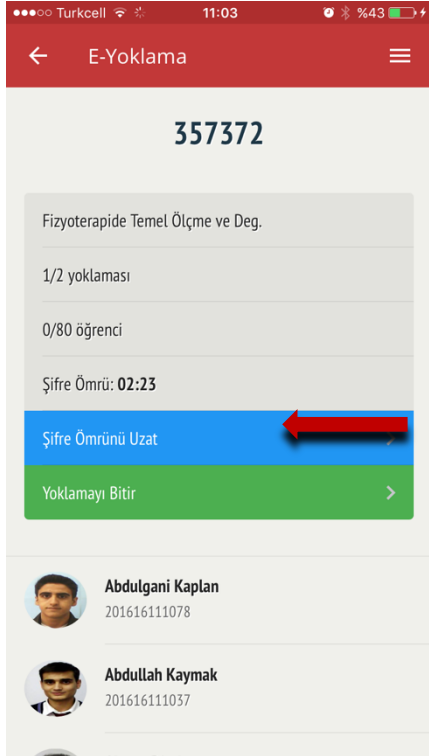 Turkcell 11:03 %43
E-Yoklama
357372
Fizyoterapide Temel Ölçme ve Deg.
1/2 yoklaması
0/80 öğrenci
Şifre Ömrü: 02:23
Şifre Ömrünü Uzat
Yoklamayı Bitir
Abdulgani Kaplan
201616111078
Abdullah Kaymak
201616111037